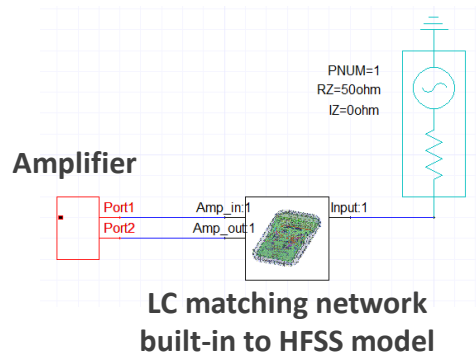 PNUM=1
RZ=50ohm
IZ=0ohm
Amplifier
Port1
Amp_in:1
Input:1
Port2
Amp_out:1
LC matching network
built-in to HFSS model